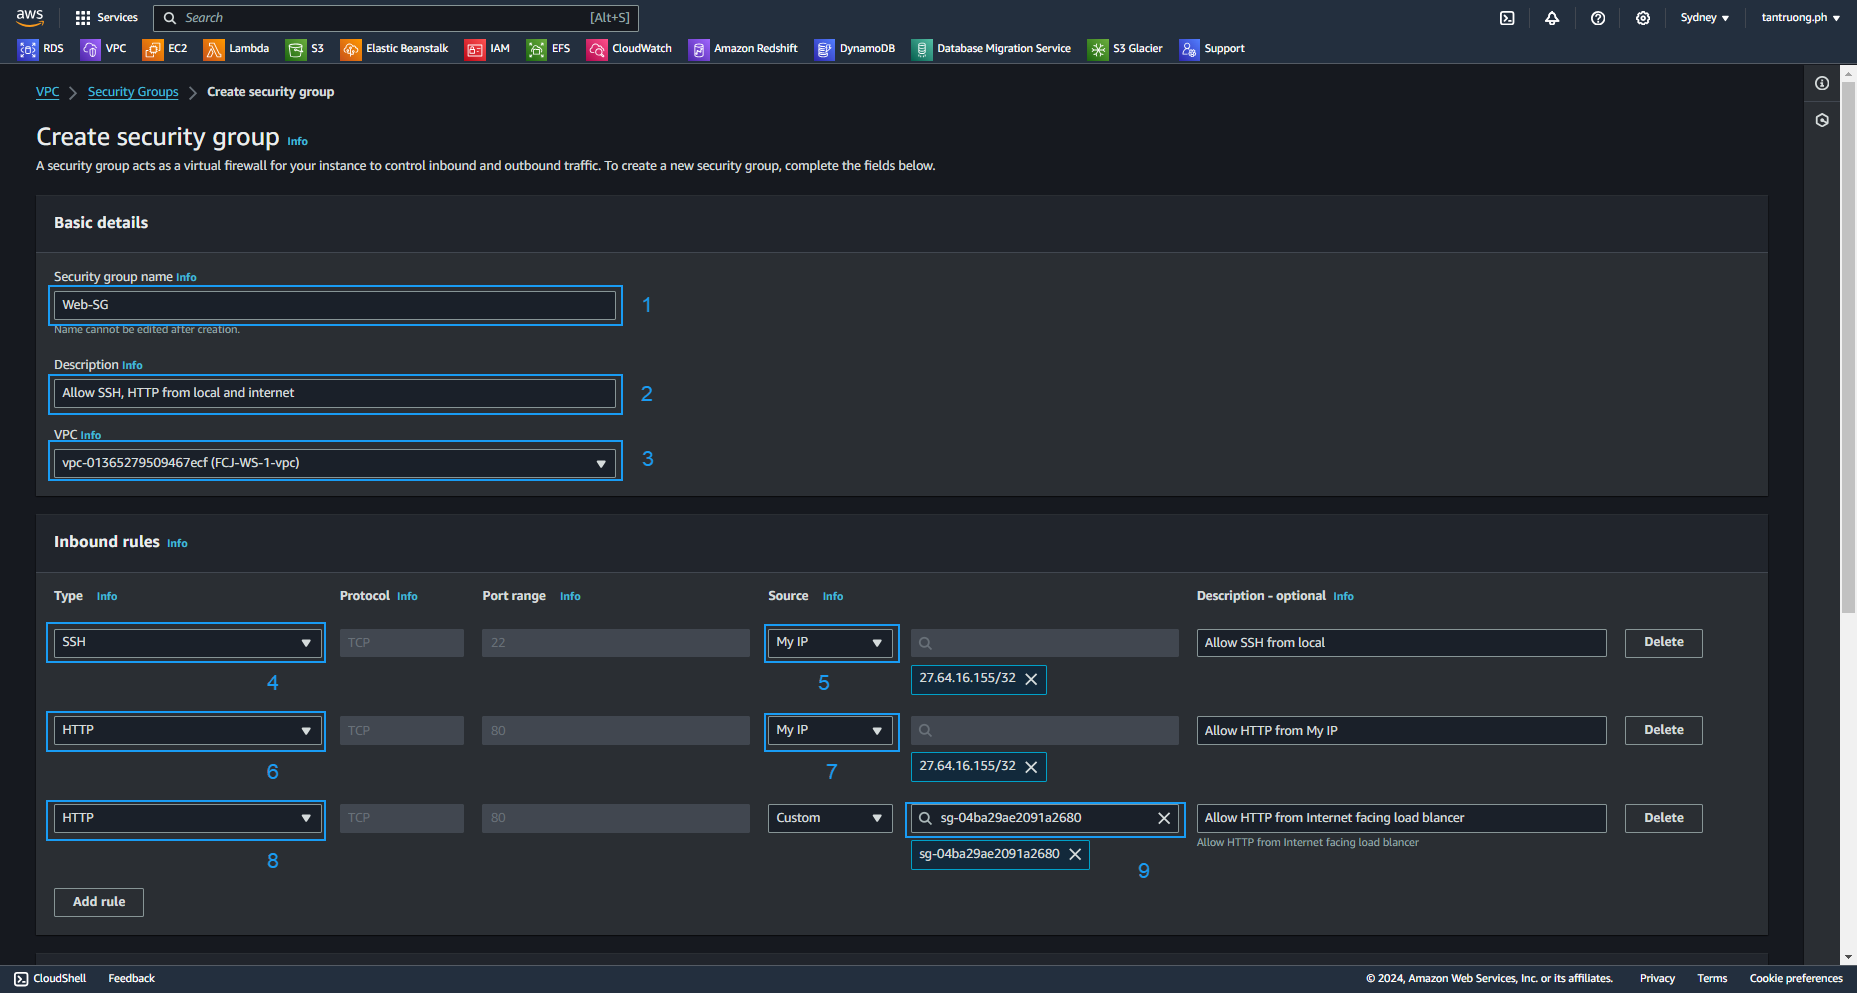 aws Services Search [Alt+S] Sydney tantruong.ph
RDS VPC EC2 Lambda S3 Elastic Beanstalk IAM EFS CloudWatch Amazon Redshift DynamoDB Database Migration Service S3 Glacier Support
VPC Security Groups Create security group
Create security group Info
A security group acts as a virtual firewall for your instance to control inbound and outbound traffic. To create a new security group, complete the fields below.
Basic details
Security group name Info
Web-SG 1
Name cannot be edited after creation.
Description Info
Allow SSH, HTTP from local and internet 2
VPC Info
vpc-01365279509467ecf (FCJ-WS-1-vpc) 3
Inbound rules Info
Type Info Protocol Info Port range Info Source Info Description - optional Info
SSH TCP 22 My IP Allow SSH from local Delete
4 5 27.64.16.155/32
HTTP TCP 80 My IP Allow HTTP from My IP Delete
6 7 27.64.16.155/32
HTTP TCP 80 Custom sg-04ba29ae2091a2680 Allow HTTP from Internet facing load blancer Delete
Allow HTTP from Internet facing load blancer
8 sg-04ba29ae2091a2680 9
Add rule
CloudShell Feedback © 2024, Amazon Web Services, Inc. or its affiliates. Privacy Terms Cookie preferences